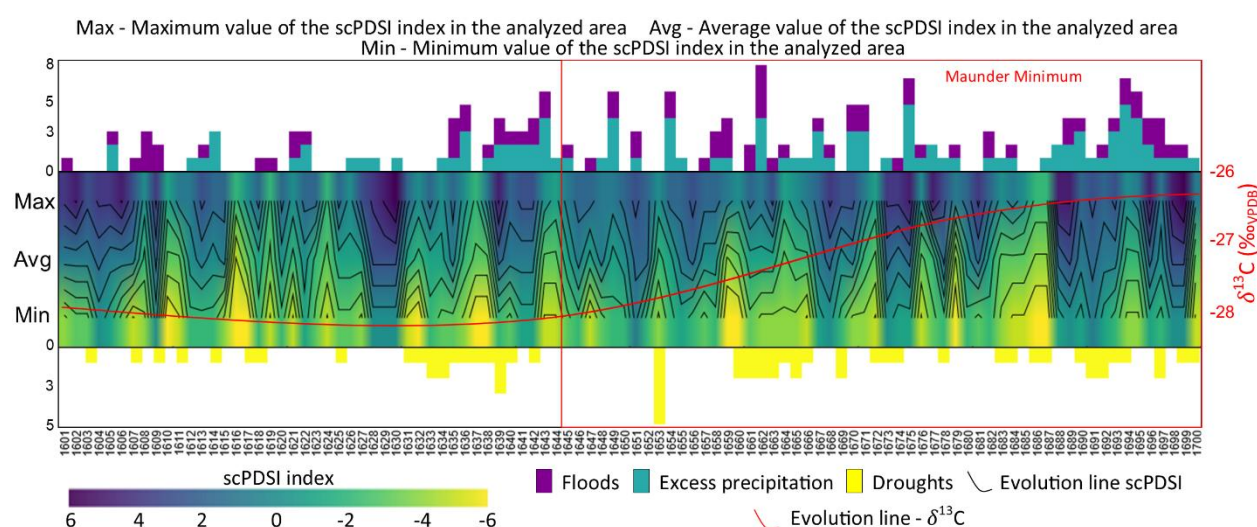 Max - Maximum value of the scPDSI index in the analyzed area Avg - Average value of the scPDSI index in the analyzed area
Min - Minimum value of the scPDSI index in the analyzed area
8
5
3
0
Maunder Minimum
Max
Avg
Min
0
3
5
-26
-27
-28
δ¹³C (‰VPDB)
1601 1602 1603 1604 1605 1606 1607 1608 1609 1610 1611 1612 1613 1614 1615 1616 1617 1618 1619 1620 1621 1622 1623 1624 1625 1626 1627 1628 1629 1630 1631 1632 1633 1634 1635 1636 1637 1638 1639 1640 1641 1642 1643 1644 1645 1646 1647 1648 1649 1650 1651 1652 1653 1654 1655 1656 1657 1658 1659 1660 1661 1662 1663 1664 1665 1666 1667 1668 1669 1670 1671 1672 1673 1674 1675 1676 1677 1678 1679 1680 1681 1682 1683 1684 1685 1686 1687 1688 1689 1690 1691 1692 1693 1694 1695 1696 1697 1698 1699 1700
scPDSI index
6 4 2 0 -2 -4 -6
Floods Excess precipitation Droughts Evolution line scPDSI
Evolution line - δ¹³C